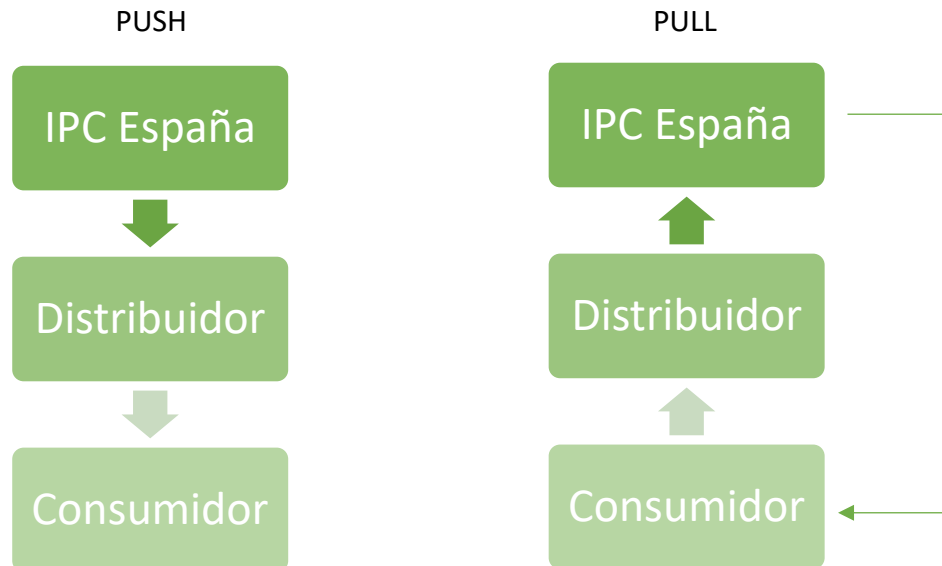 PUSH
IPC España
Distribuidor
Consumidor
PULL
IPC España
Distribuidor
Consumidor